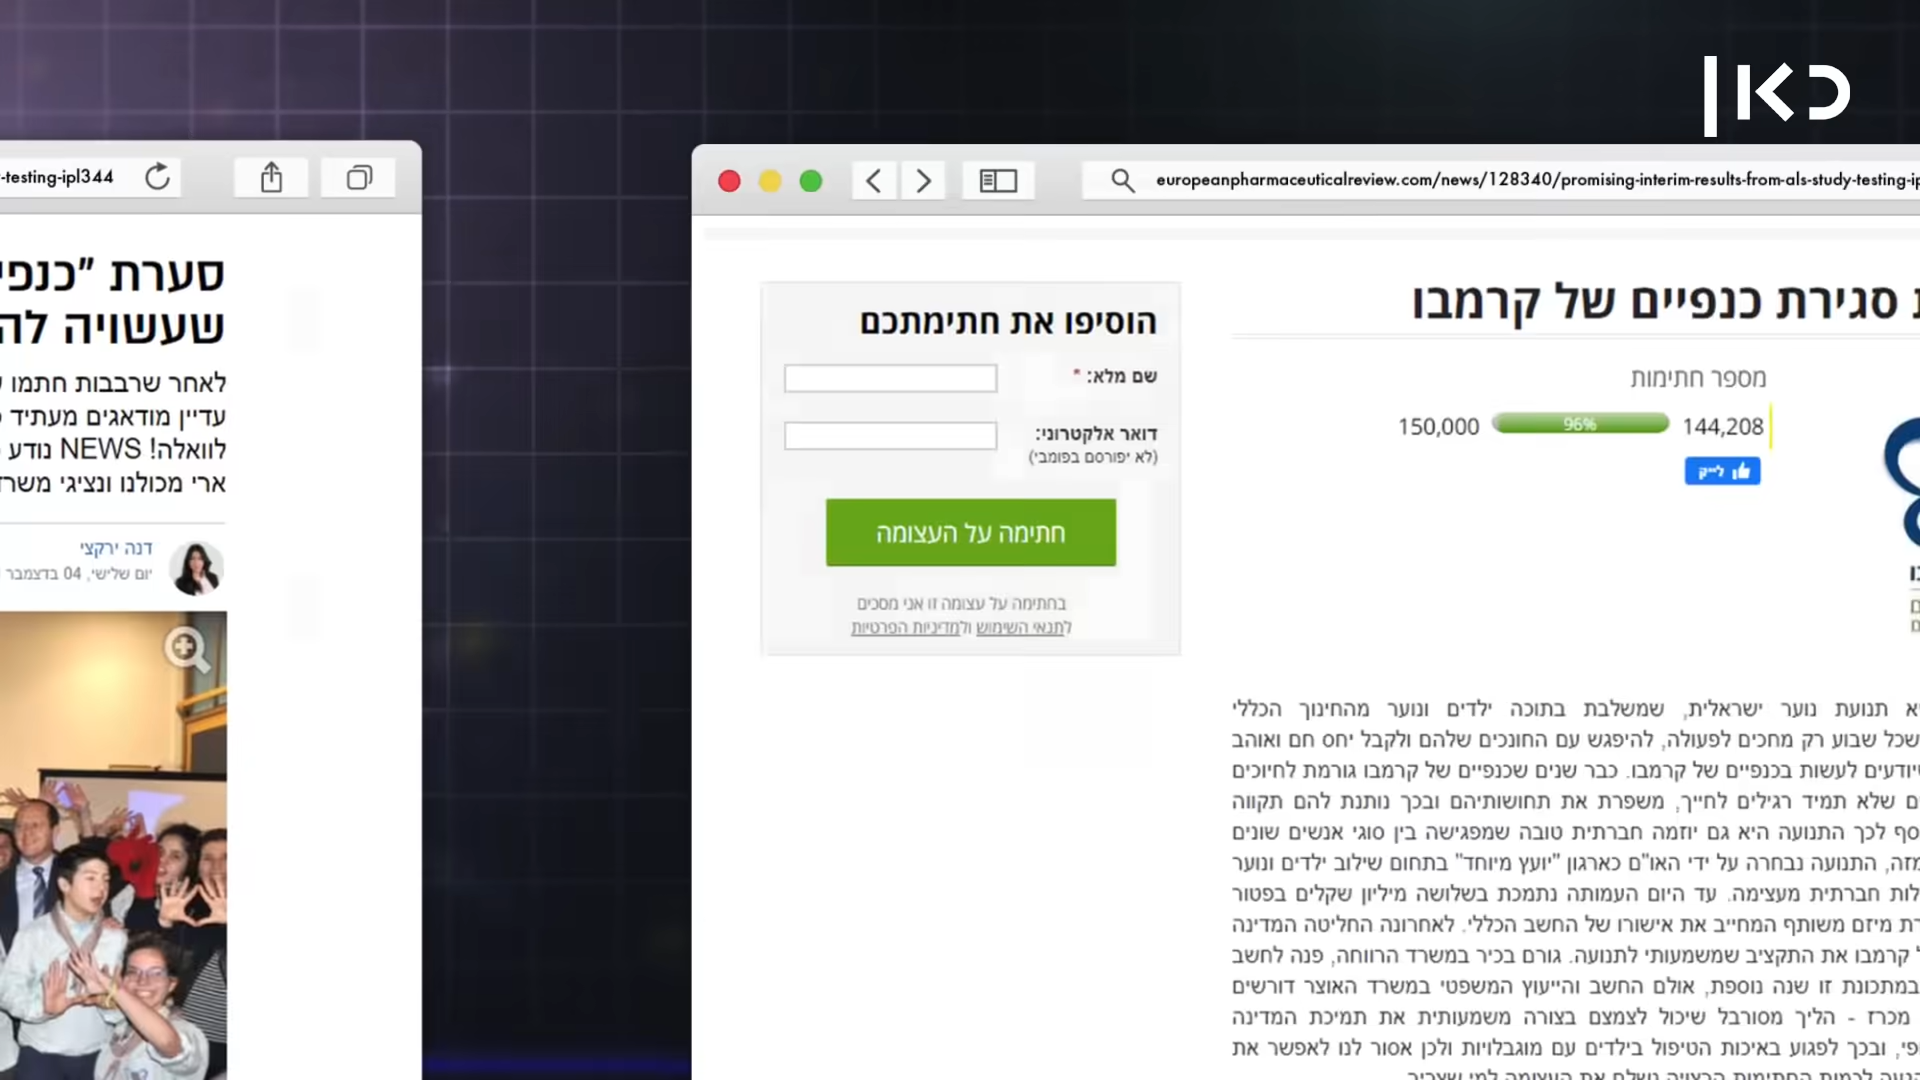 כאן
-testing-ipl344
סערת "כנפי
שעשויה לה
לאחר שרבבות חתמו
עדיין מודאגים מעתיד
לוואלה! NEWS נודע
ארי מכולנו ונציגי משרד
דנה ירקצי
יום שלישי, 04 בדצמבר
europeanpharmaceuticalreview.com/news/128340/promising-interim-results-from-als-study-testing-ip
סגירת כנפיים של קרמבו
מספר חתימות
144,208 96% 150,000
לייק
הוסיפו את חתימתכם
שם מלא: *
דואר אלקטרוני:
(לא יפורסם בפומבי)
חתימה על העצומה
בחתימה על עצומה זו אני מסכים
לתנאי השימוש ולמדיניות הפרטיות
תנועת נוער ישראלית, שמשלבת בתוכה ילדים ונוער מהחינוך הכללי
שכל שבוע רק מחכים לפעולה, להיפגש עם החונכים שלהם ולקבל יחס חם ואוהב
שיודעים לעשות בכנפיים של קרמבו. כבר שנים שכנפיים של קרמבו גורמת לחיוכים
שלא תמיד רגילים לחייך, משפרת את תחושותיהם ובכך נותנת להם תקווה
לכך התנועה היא גם יוזמה חברתית טובה שמפגישה בין סוגי אנשים שונים
מזה, התנועה נבחרה על ידי האו"ם כארגון "יועץ מיוחד" בתחום שילוב ילדים ונוער
חברתית מעצימה. עד היום העמותה נתמכת בשלושה מיליון שקלים בפטור
מיזם משותף המחייב את אישורו של החשב הכללי. לאחרונה החליטה המדינה
קרמבו את התקציב שמשמעותי לתנועה. גורם בכיר במשרד הרווחה, פנה לחשב
במתכונת זו שנה נוספת, אולם החשב והייעוץ המשפטי במשרד האוצר דורשים
מכרז - הליך מסורבל שיכול לצמצם בצורה משמעותית את תמיכת המדינה
ובכך לפגוע באיכות הטיפול בילדים עם מוגבלויות ולכן אסור לנו לאפשר את